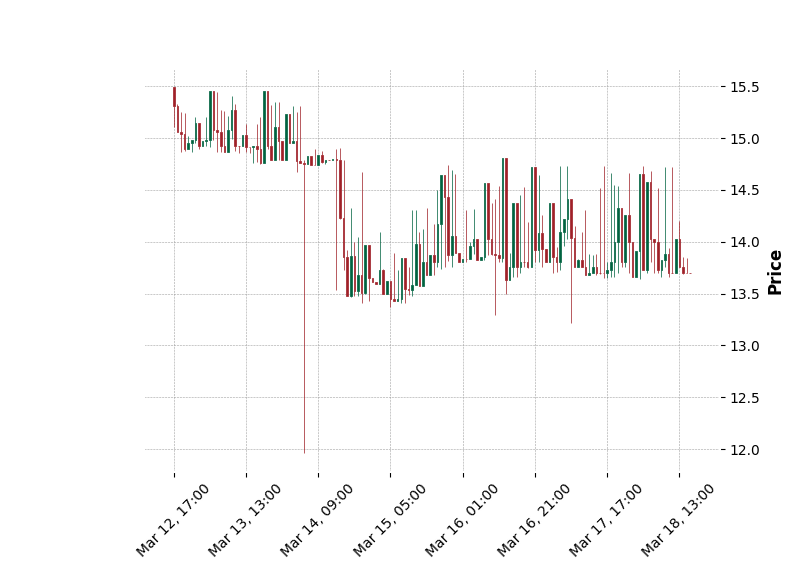 15.5
15.0
14.5
14.0
13.5
13.0
12.5
12.0
Price
Mar 12, 17:00
Mar 13, 13:00
Mar 14, 09:00
Mar 15, 05:00
Mar 16, 01:00
Mar 16, 21:00
Mar 17, 17:00
Mar 18, 13:00